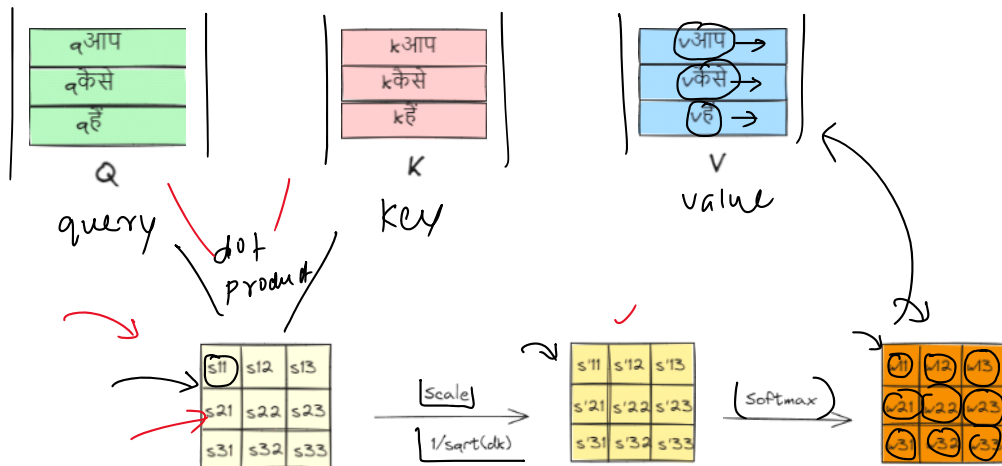 qआप kआप vआप
qकैसे kकैसे vकैसे
qहैं kहैं vहैं
Q K V
query Key value
dot
product
s11 s12 s13 s'11 s'12 s'13 w11 w12 w13
s21 s22 s23 scale s'21 s'22 s'23 softmax w21 w22 w23
1/sqrt(dk)
s31 s32 s33 s'31 s'32 s'33 w31 w32 w33